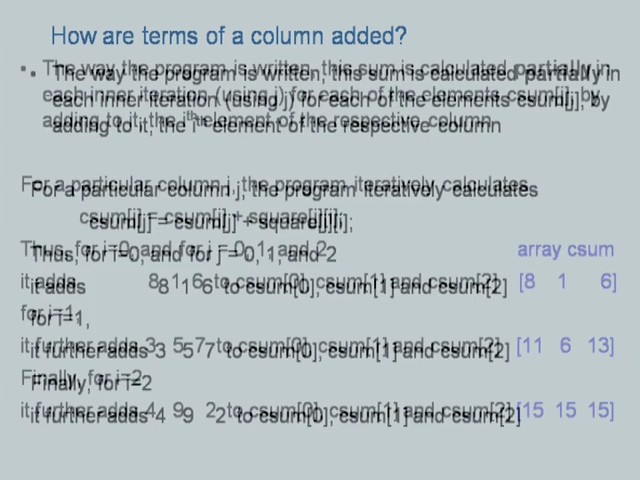 How are terms of a column added?
• The way the program is written, this sum is calculated partially in
each inner iteration (using j) for each of the elements csum[j], by
adding to it, the ith element of the respective column
For a particular column j, the program iteratively calculates
csum[j] = csum[j] + square[i][j];
Thus, for i=0, and for j = 0, 1, and 2 array csum
it adds 8 1 6 to csum[0], csum[1] and csum[2] [8 1 6]
for i=1,
it further adds 3 5 7 to csum[0], csum[1] and csum[2] [11 6 13]
Finally, for i=2
it further adds 4 9 2 to csum[0], csum[1] and csum[2] [15 15 15]